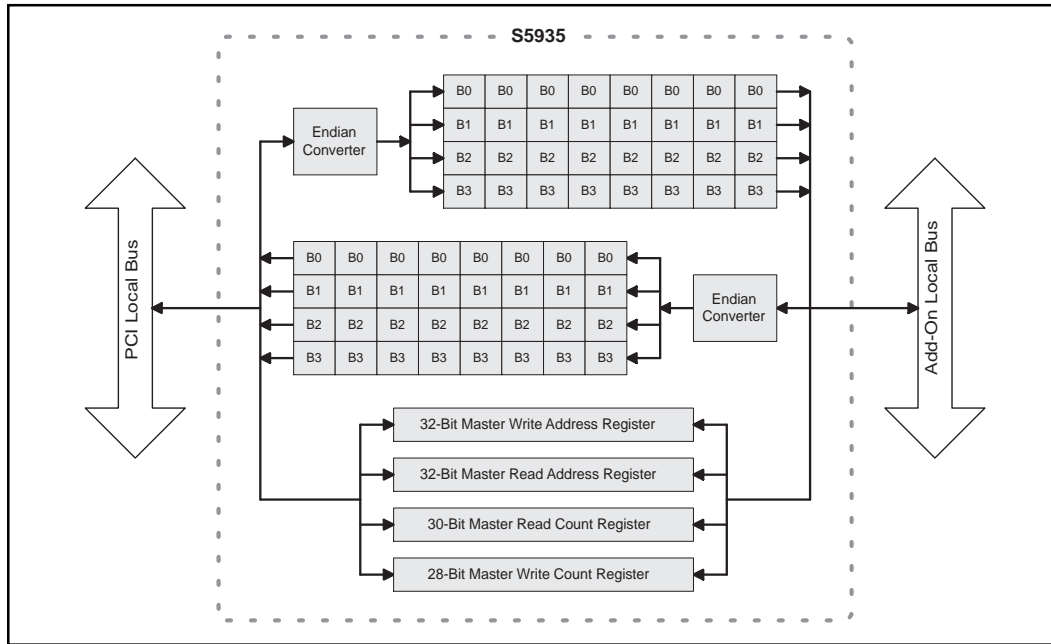 S5935
B0 B0 B0 B0 B0 B0 B0 B0
B1 B1 B1 B1 B1 B1 B1 B1
B2 B2 B2 B2 B2 B2 B2 B2
B3 B3 B3 B3 B3 B3 B3 B3
Endian
Converter
PCI Local Bus
B0 B0 B0 B0 B0 B0 B0 B0
B1 B1 B1 B1 B1 B1 B1 B1
B2 B2 B2 B2 B2 B2 B2 B2
B3 B3 B3 B3 B3 B3 B3 B3
Endian
Converter
Add-On Local Bus
32-Bit Master Write Address Register
32-Bit Master Read Address Register
30-Bit Master Read Count Register
28-Bit Master Write Count Register